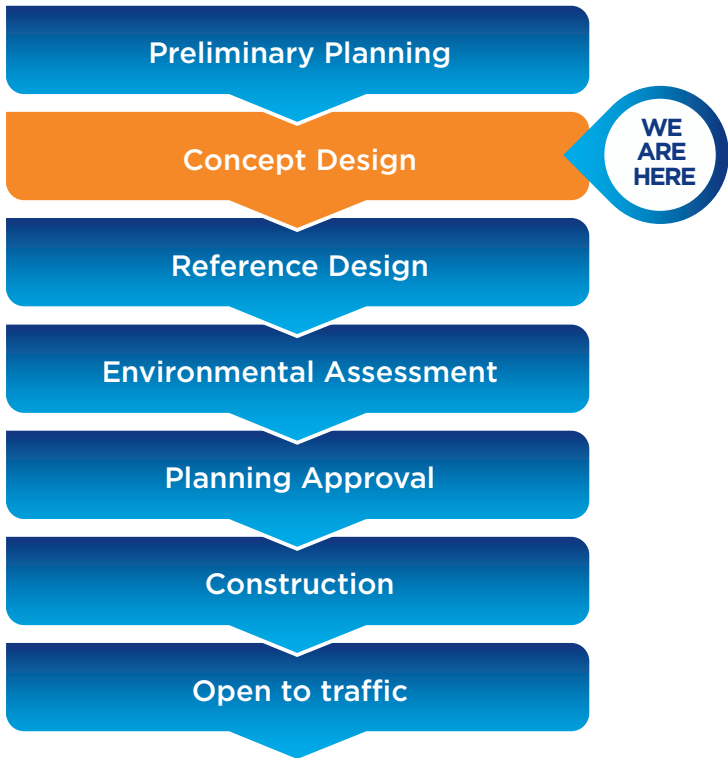 Preliminary Planning
Concept Design
WE
ARE
HERE
Reference Design
Environmental Assessment
Planning Approval
Construction
Open to traffic